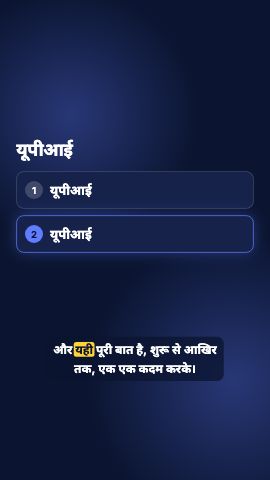 यूपीआई
1 यूपीआई
2 यूपीआई
और यही पूरी बात है, शुरू से आखिर
तक, एक एक कदम करके।